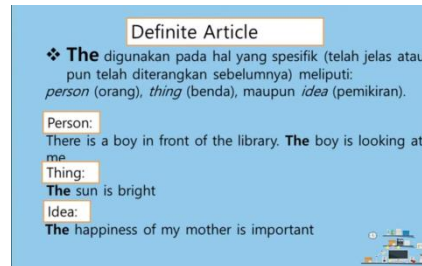 Definite Article
❖ The digunakan pada hal yang spesifik (telah jelas atau
pun telah diterangkan sebelumnya) meliputi:
person (orang), thing (benda), maupun idea (pemikiran).
Person:
There is a boy in front of the library. The boy is looking at
me
Thing:
The sun is bright
Idea:
The happiness of my mother is important